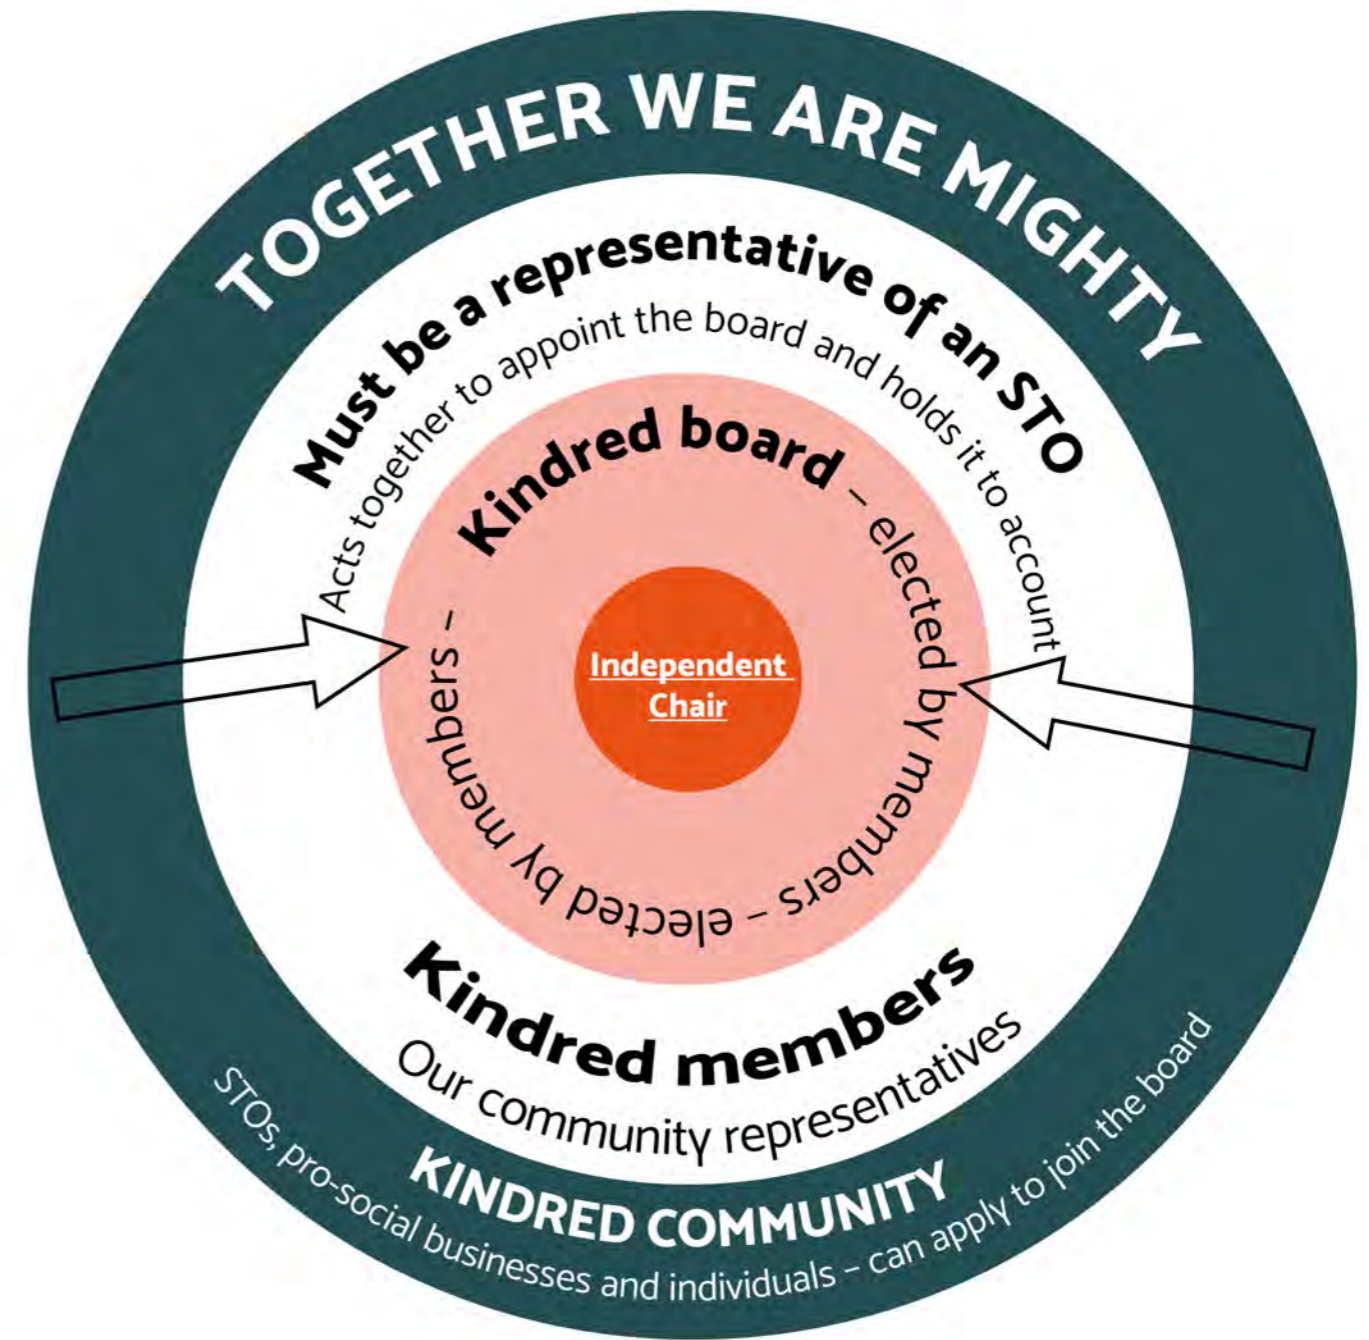 TOGETHER WE ARE MIGHTY
Must be a representative of an STO
Acts together to appoint the board and holds it to account
Kindred board – elected by members – elected by members –
Independent
Chair
Kindred members
Our community representatives
KINDRED COMMUNITY
STOs, pro-social businesses and individuals – can apply to join the board